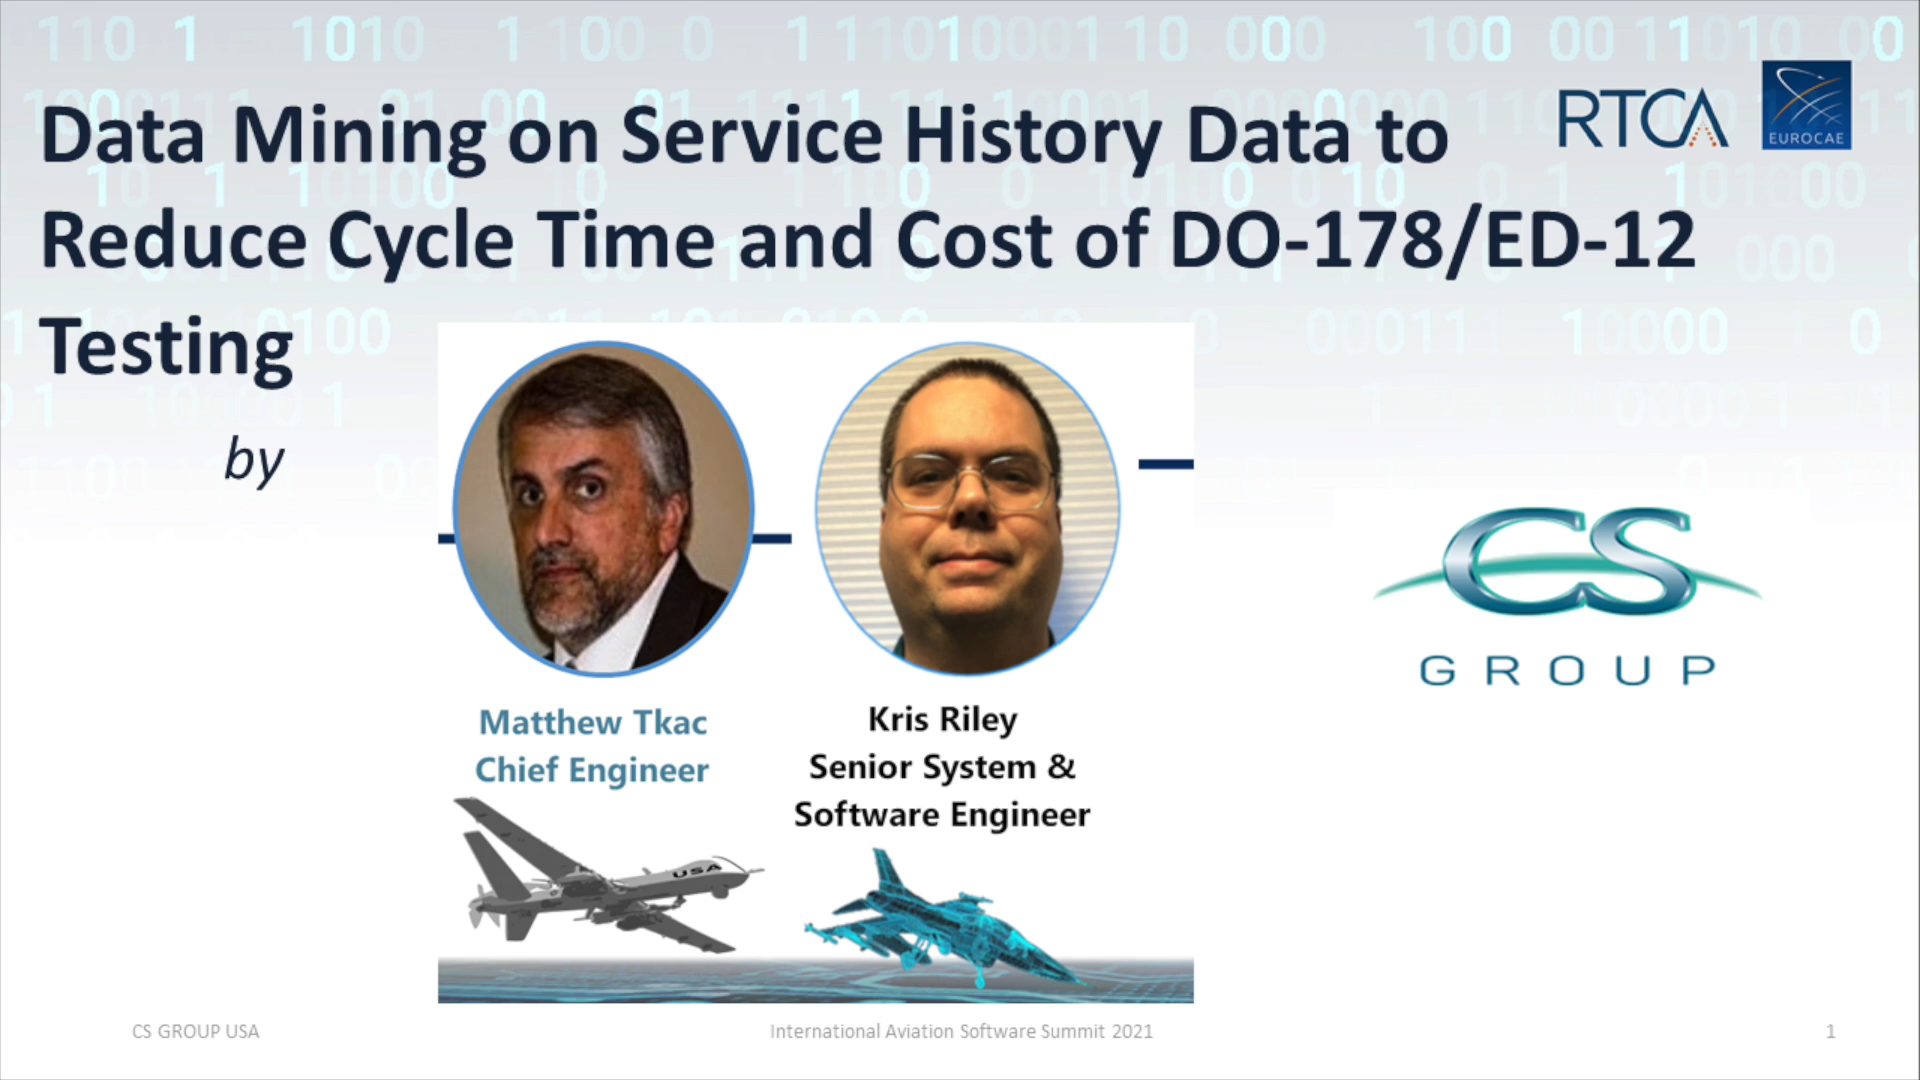 Data Mining on Service History Data to
Reduce Cycle Time and Cost of DO-178/ED-12
Testing
RTCA
EUROCAE
by
CS
GROUP
Matthew Tkac
Chief Engineer
Kris Riley
Senior System &
Software Engineer
USA
CS GROUP USA
International Aviation Software Summit 2021
1